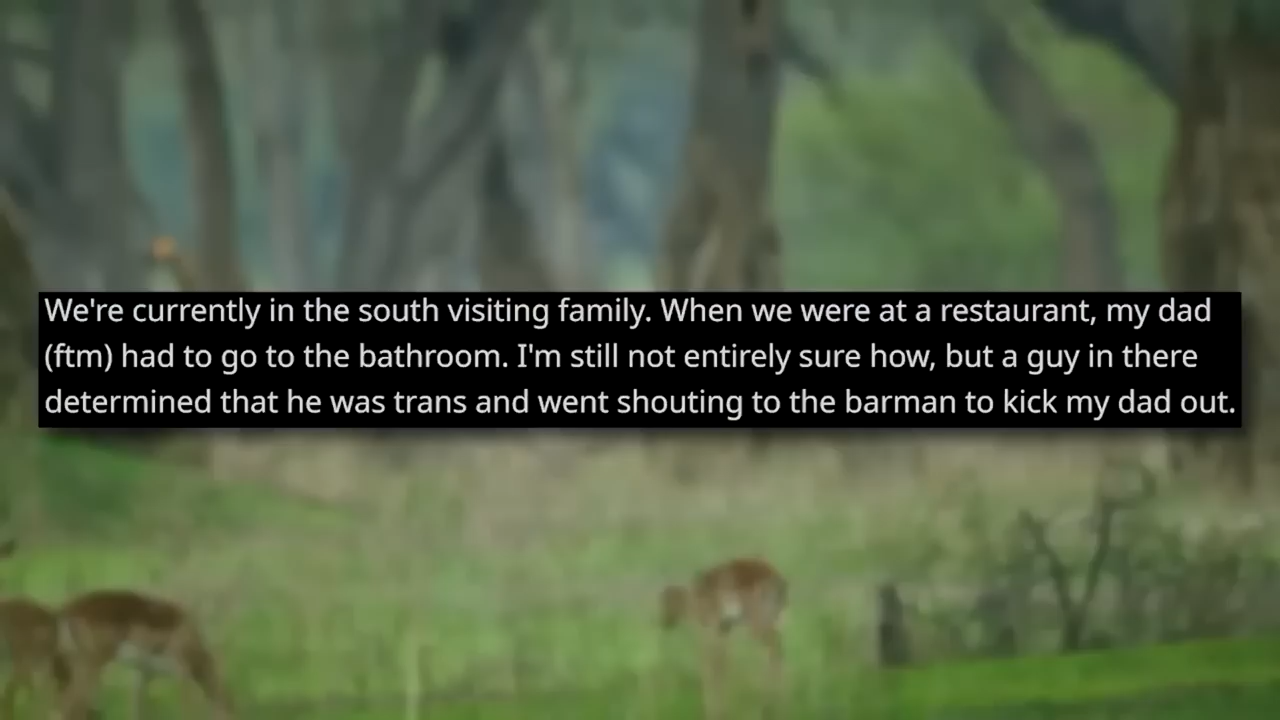 We're currently in the south visiting family. When we were at a restaurant, my dad
(ftm) had to go to the bathroom. I'm still not entirely sure how, but a guy in there
determined that he was trans and went shouting to the barman to kick my dad out.